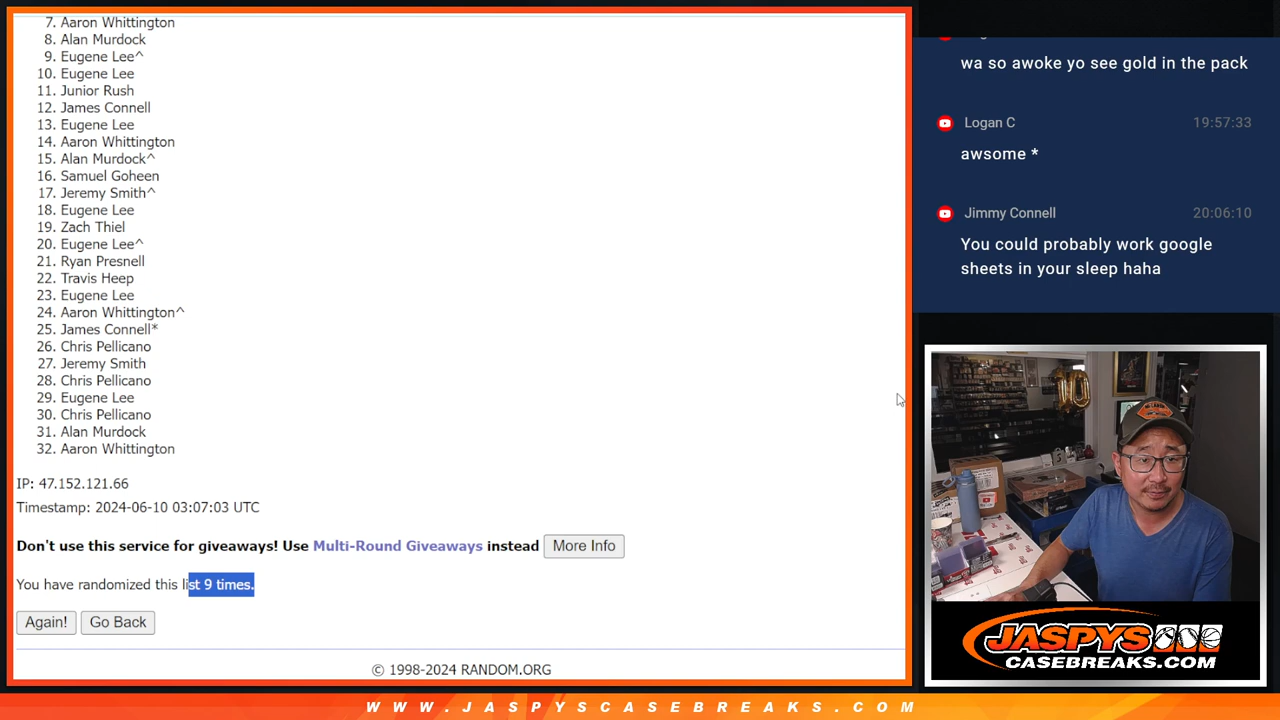 7. Aaron Whittington
8. Alan Murdock
9. Eugene Lee^
10. Eugene Lee
11. Junior Rush
12. James Connell
13. Eugene Lee
14. Aaron Whittington
15. Alan Murdock^
16. Samuel Goheen
17. Jeremy Smith^
18. Eugene Lee
19. Zach Thiel
20. Eugene Lee^
21. Ryan Presnell
22. Travis Heep
23. Eugene Lee
24. Aaron Whittington^
25. James Connell*
26. Chris Pellicano
27. Jeremy Smith
28. Chris Pellicano
29. Eugene Lee
30. Chris Pellicano
31. Alan Murdock
32. Aaron Whittington
IP: 47.152.121.66
Timestamp: 2024-06-10 03:07:03 UTC
Don't use this service for giveaways! Use Multi-Round Giveaways instead More Info
You have randomized this list 9 times.
Again! Go Back
© 1998-2024 RANDOM.ORG
wa so awoke yo see gold in the pack
Logan C 19:57:33
awsome *
Jimmy Connell 20:06:10
You could probably work google
sheets in your sleep haha
10
JASPYS
CASEBREAKS.COM
WWW.JASPYSCASEBREAKS.COM